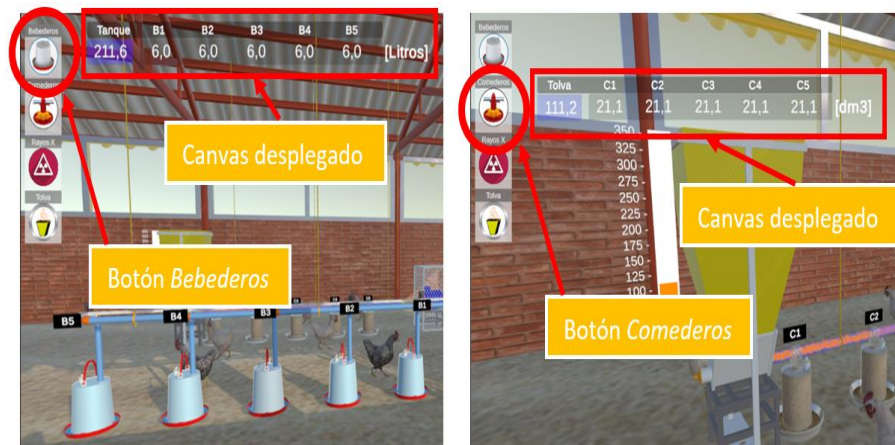 Bebederos
Tanque B1 B2 B3 B4 B5
211,6 6,0 6,0 6,0 6,0 6,0 [Litros]
Comederos
Rayos X
Tolva
Canvas desplegado
Botón Bebederos
B5 B4 B3 B2 B1
Bebederos
Comederos
Rayos X
Tolva
Tolva C1 C2 C3 C4 C5
111,2 21,1 21,1 21,1 21,1 21,1 [dm3]
350 -
325 -
300 -
275 -
250 -
225 -
200 -
175 -
150 -
125 -
100 -
Canvas desplegado
Botón Comederos
C1 C2